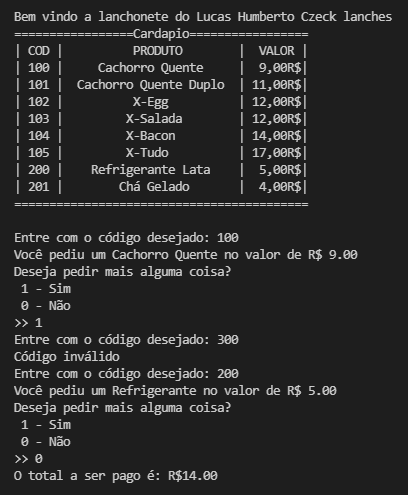 Bem vindo a lanchonete do Lucas Humberto Czeck lanches
=================Cardapio=================
| COD | PRODUTO | VALOR |
| 100 | Cachorro Quente | 9,00R$|
| 101 | Cachorro Quente Duplo | 11,00R$|
| 102 | X-Egg | 12,00R$|
| 103 | X-Salada | 12,00R$|
| 104 | X-Bacon | 14,00R$|
| 105 | X-Tudo | 17,00R$|
| 200 | Refrigerante Lata | 5,00R$|
| 201 | Chá Gelado | 4,00R$|
==========================================
Entre com o código desejado: 100
Você pediu um Cachorro Quente no valor de R$ 9.00
Deseja pedir mais alguma coisa?
1 - Sim
0 - Não
>> 1
Entre com o código desejado: 300
Código inválido
Entre com o código desejado: 200
Você pediu um Refrigerante no valor de R$ 5.00
Deseja pedir mais alguma coisa?
1 - Sim
0 - Não
>> 0
O total a ser pago é: R$14.00